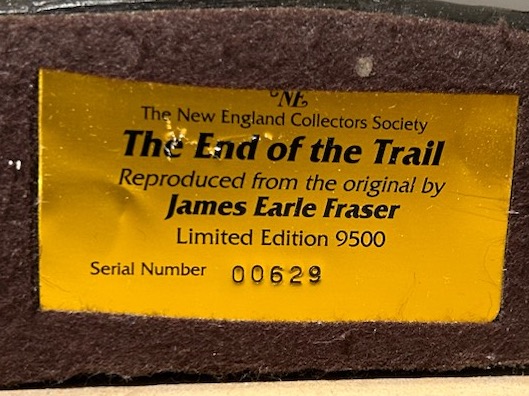 NE
The New England Collectors Society
The End of the Trail
Reproduced from the original by
James Earle Fraser
Limited Edition 9500
Serial Number 00629